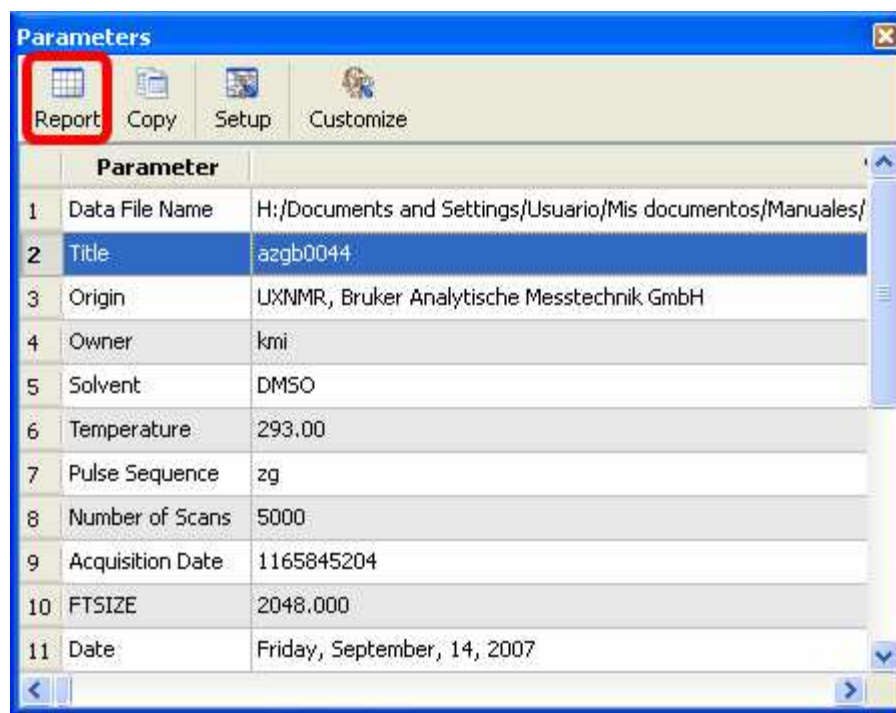 Parameters
Report Copy Setup Customize
Parameter
1 Data File Name H:/Documents and Settings/Usuario/Mis documentos/Manuales/
2 Title azgb0044
3 Origin UXNMR, Bruker Analytische Messtechnik GmbH
4 Owner kmi
5 Solvent DMSO
6 Temperature 293.00
7 Pulse Sequence zg
8 Number of Scans 5000
9 Acquisition Date 1165845204
10 FTSIZE 2048.000
11 Date Friday, September, 14, 2007